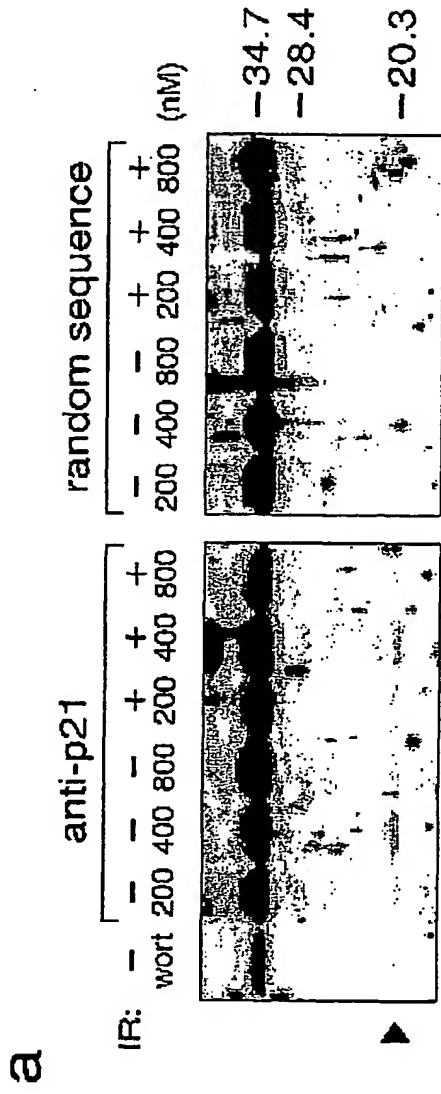 a
anti-p21
random sequence
IR: − − − − + + + − − − + + +
wort 200 400 800 200 400 800 200 400 800 200 400 800 (nM)
−34.7
−28.4
−20.3